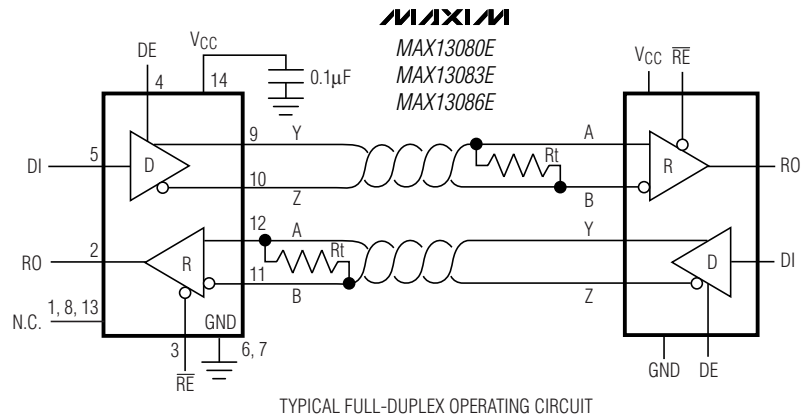 MAXIM
MAX13080E
MAX13083E
MAX13086E
DE
VCC
4
14
0.1μF
VCC
RE
5
DI
D
9
Y
10
Z
A
Rt
B
R
RO
12
A
2
RO
R
Rt
11
B
Y
D
DI
Z
1, 8, 13
N.C.
GND
3
6, 7
RE
GND
DE
TYPICAL FULL-DUPLEX OPERATING CIRCUIT